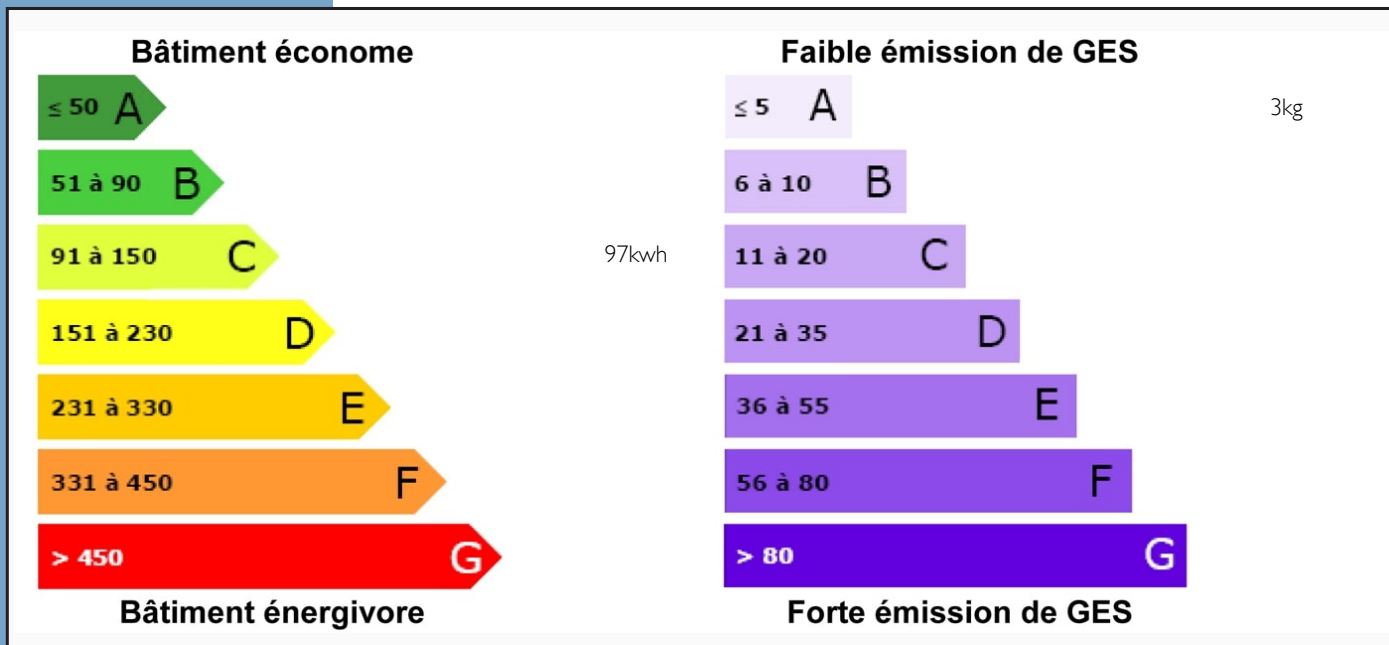 Bâtiment économe
≤ 50 A
51 à 90 B
91 à 150 C
97kwh
151 à 230 D
231 à 330 E
331 à 450 F
> 450 G
Bâtiment énergivore
Faible émission de GES
≤ 5 A
3kg
6 à 10 B
11 à 20 C
21 à 35 D
36 à 55 E
56 à 80 F
> 80 G
Forte émission de GES